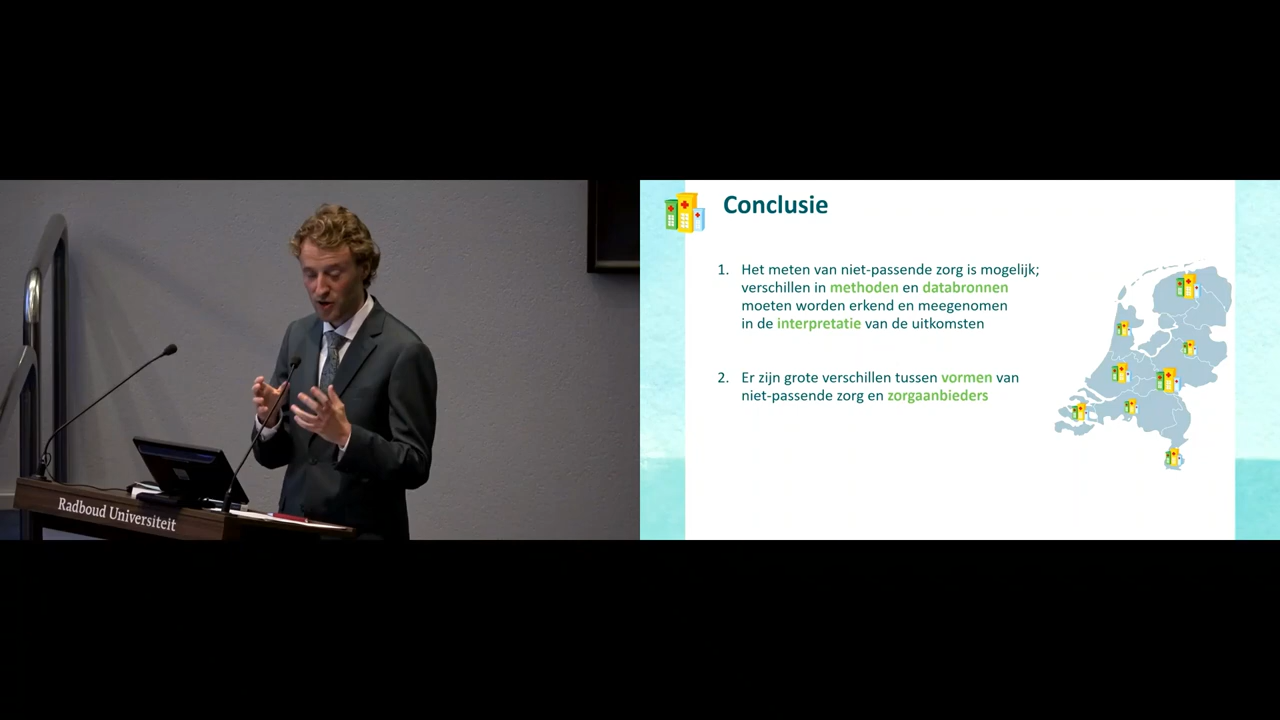 Radboud Universiteit
Conclusie
1. Het meten van niet-passende zorg is mogelijk;
verschillen in methoden en databronnen
moeten worden erkend en meegenomen
in de interpretatie van de uitkomsten
2. Er zijn grote verschillen tussen vormen van
niet-passende zorg en zorgaanbieders